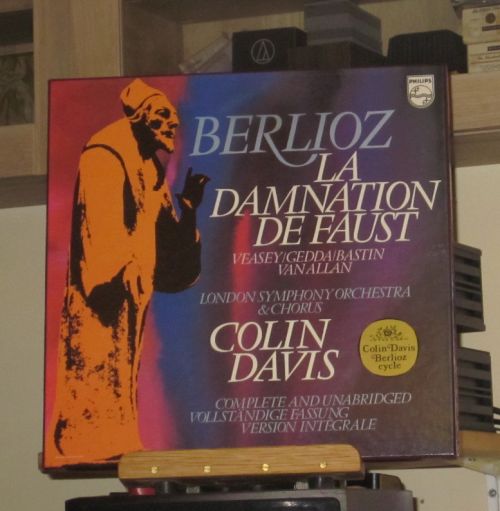 PHILIPS
BERLIOZ
LA
DAMNATION
DE FAUST
VEASEY/GEDDA/BASTIN
VAN ALLAN
LONDON SYMPHONY ORCHESTRA
& CHORUS
COLIN
DAVIS
Colin Davis
Berlioz
cycle
COMPLETE AND UNABRIDGED
VOLLSTÄNDIGE FASSUNG
VERSION INTÉGRALE